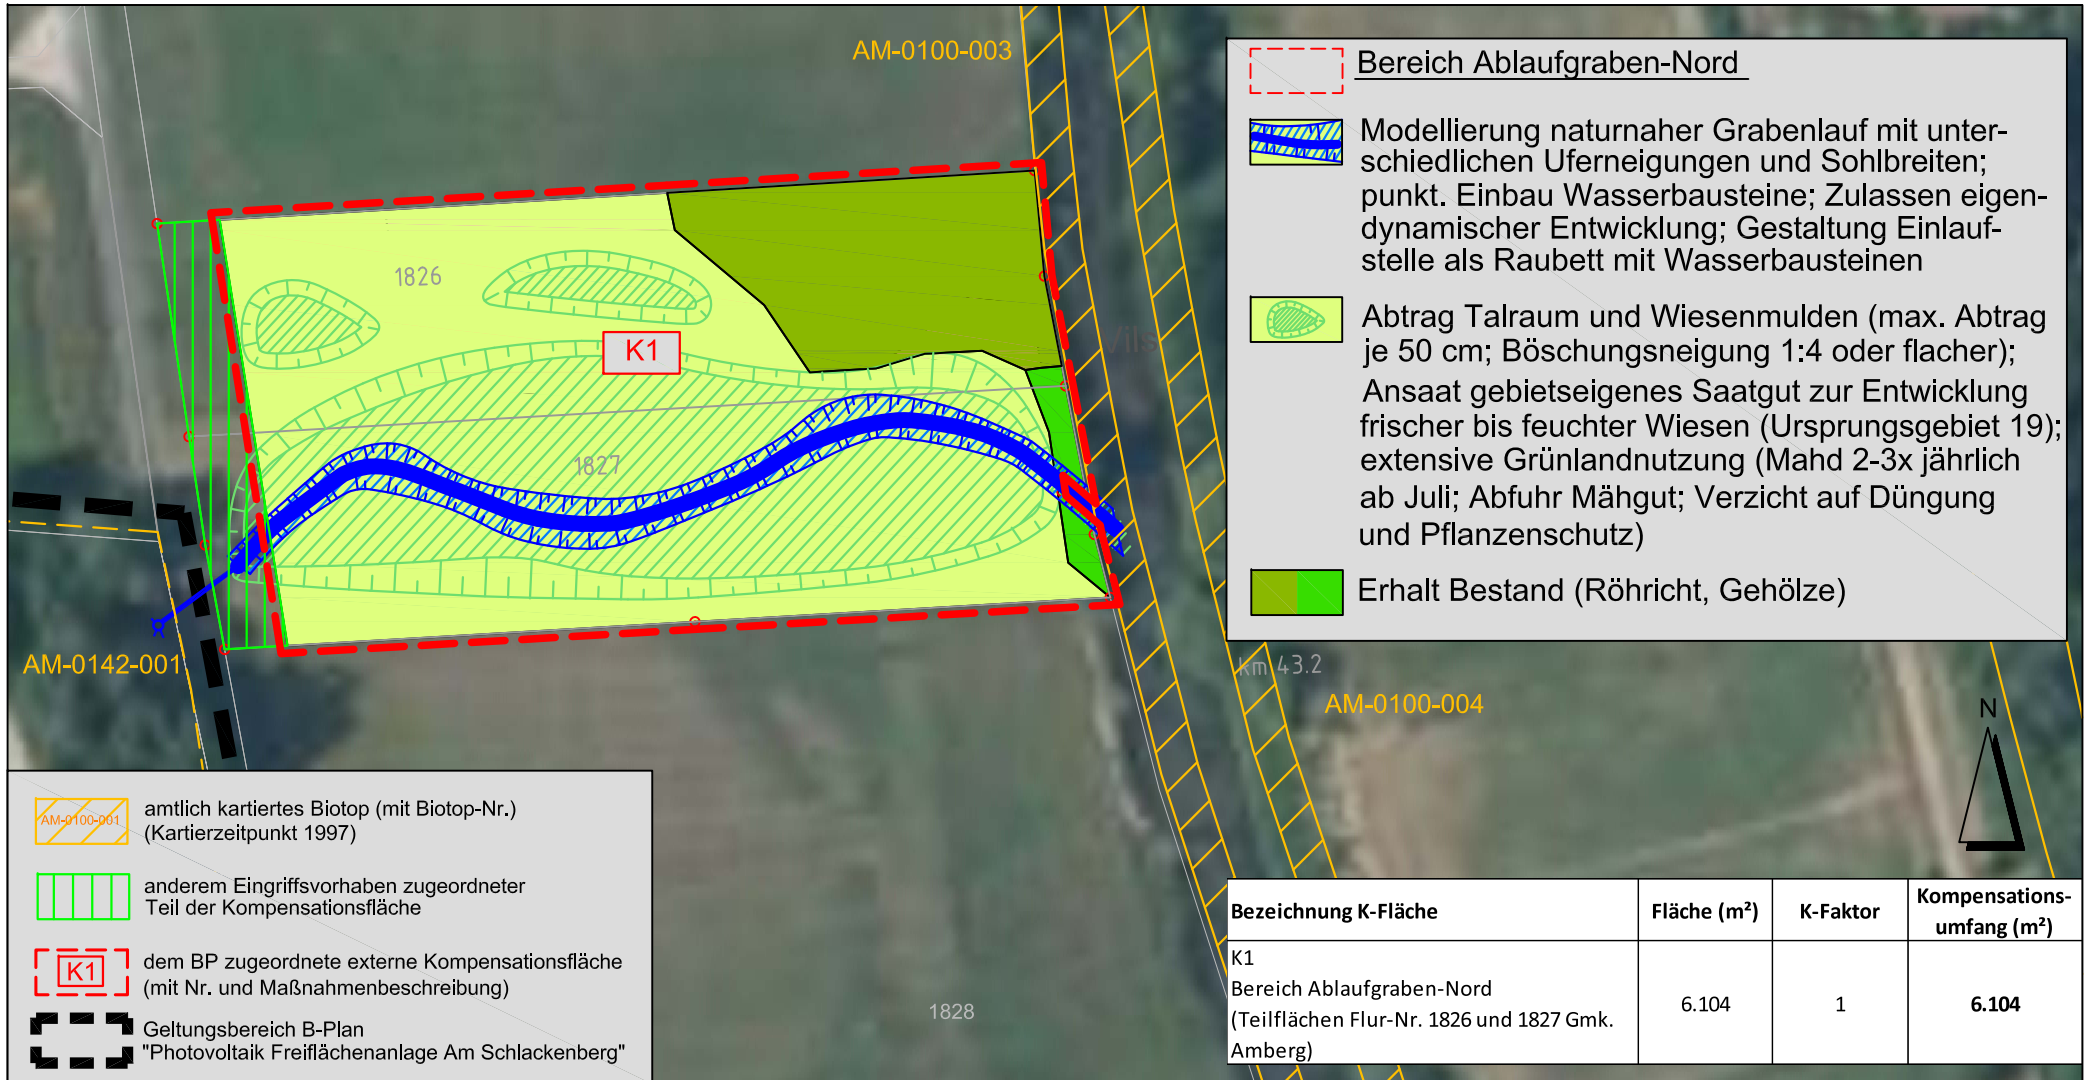 AM-0100-003
Bereich Ablaufgraben-Nord
Modellierung naturnaher Grabenlauf mit unter-
schiedlichen Uferneigungen und Sohlbreiten;
punkt. Einbau Wasserbausteine; Zulassen eigen-
dynamischer Entwicklung; Gestaltung Einlauf-
stelle als Raubett mit Wasserbausteinen
Abtrag Talraum und Wiesenmulden (max. Abtrag
je 50 cm; Böschungsneigung 1:4 oder flacher);
Ansaat gebietseigenes Saatgut zur Entwicklung
frischer bis feuchter Wiesen (Ursprungsgebiet 19);
extensive Grünlandnutzung (Mahd 2-3x jährlich
ab Juli; Abfuhr Mähgut; Verzicht auf Düngung
und Pflanzenschutz)
Erhalt Bestand (Röhricht, Gehölze)
1826
K1
Vils
1827
AM-0142-001
km 43.2
AM-0100-004
N
1828
AM-0100-001
amtlich kartiertes Biotop (mit Biotop-Nr.)
(Kartierzeitpunkt 1997)
anderem Eingriffsvorhaben zugeordneter
Teil der Kompensationsfläche
K1
dem BP zugeordnete externe Kompensationsfläche
(mit Nr. und Maßnahmenbeschreibung)
Geltungsbereich B-Plan
"Photovoltaik Freiflächenanlage Am Schlackenberg"
Bezeichnung K-Fläche
Fläche (m²)
K-Faktor
Kompensations-
umfang (m²)
K1
Bereich Ablaufgraben-Nord
(Teilflächen Flur-Nr. 1826 und 1827 Gmk.
Amberg)
6.104
1
6.104